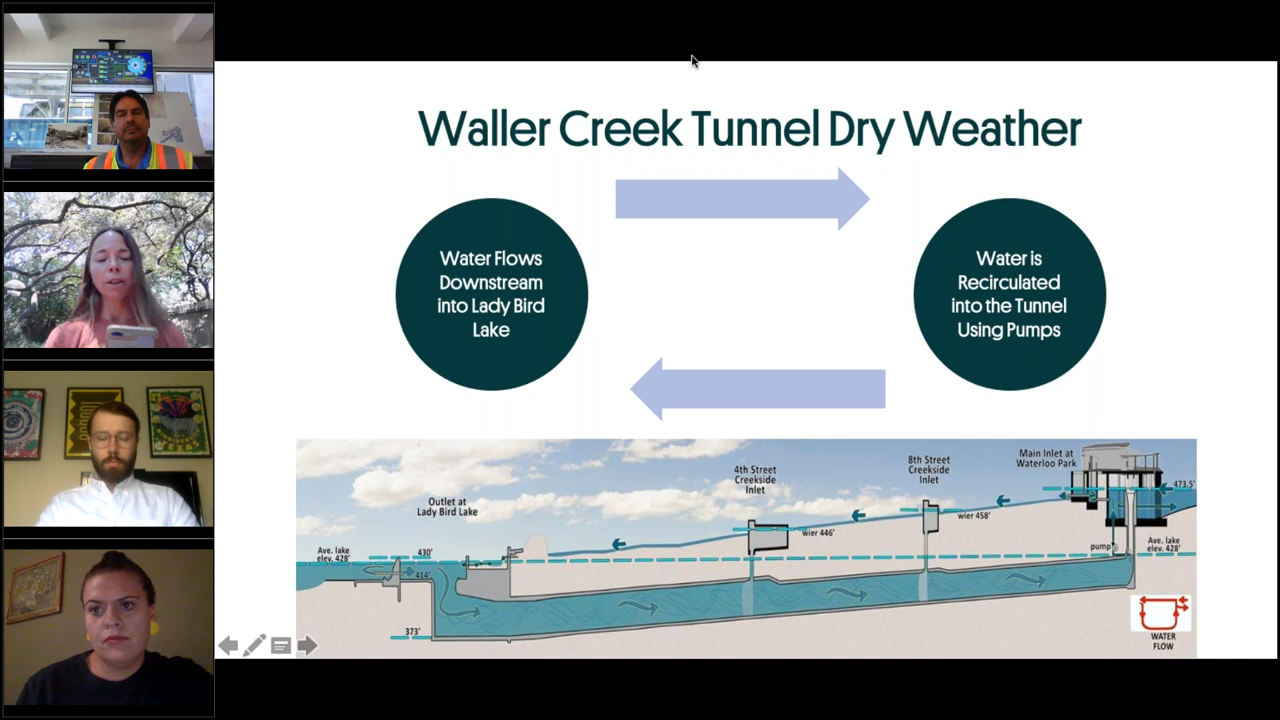 Waller Creek Tunnel Dry Weather
Water Flows
Downstream
into Lady Bird
Lake
Water is
Recirculated
into the Tunnel
Using Pumps
Outlet at
Lady Bird Lake
4th Street
Creekside
Inlet
8th Street
Creekside
Inlet
Main Inlet at
Waterloo Park
473.5'
wier 458'
wier 446'
Ave. lake
elev. 428'
430'
414'
pump
Ave. lake
elev. 428'
373'
WATER
FLOW